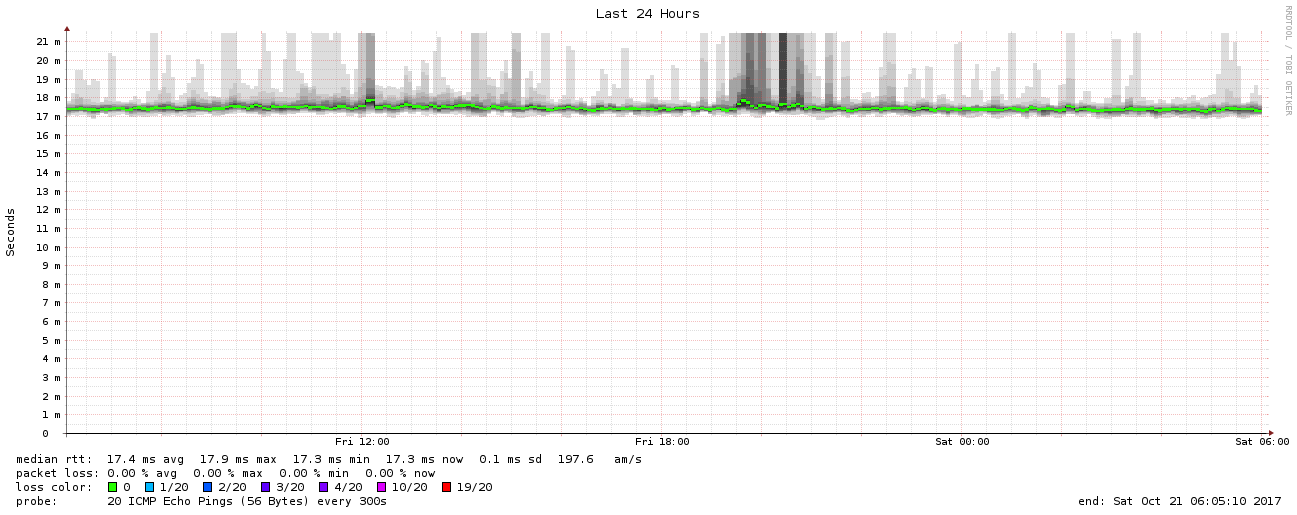 Last 24 Hours
RRDTOOL / TOBI OETIKER
Seconds
21 m
20 m
19 m
18 m
17 m
16 m
15 m
14 m
13 m
12 m
11 m
10 m
9 m
8 m
7 m
6 m
5 m
4 m
3 m
2 m
1 m
0
Fri 12:00 Fri 18:00 Sat 00:00 Sat 06:00
median rtt: 17.4 ms avg 17.9 ms max 17.3 ms min 17.3 ms now 0.1 ms sd 197.6 am/s
packet loss: 0.00 % avg 0.00 % max 0.00 % min 0.00 % now
loss color: 0 1/20 2/20 3/20 4/20 10/20 19/20
probe: 20 ICMP Echo Pings (56 Bytes) every 300s end: Sat Oct 21 06:05:10 2017